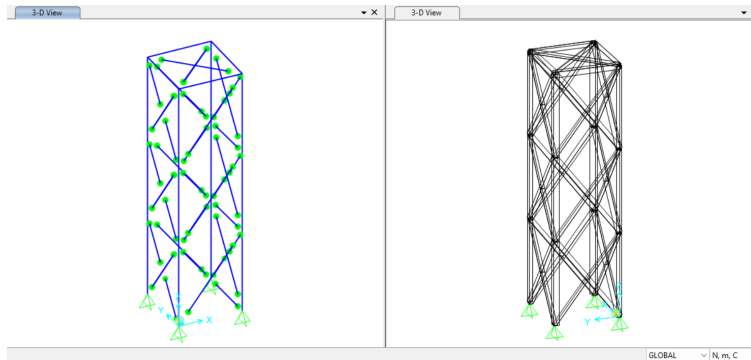 3-D View
3-D View
X
Y
Z
Y
GLOBAL
N, m, C